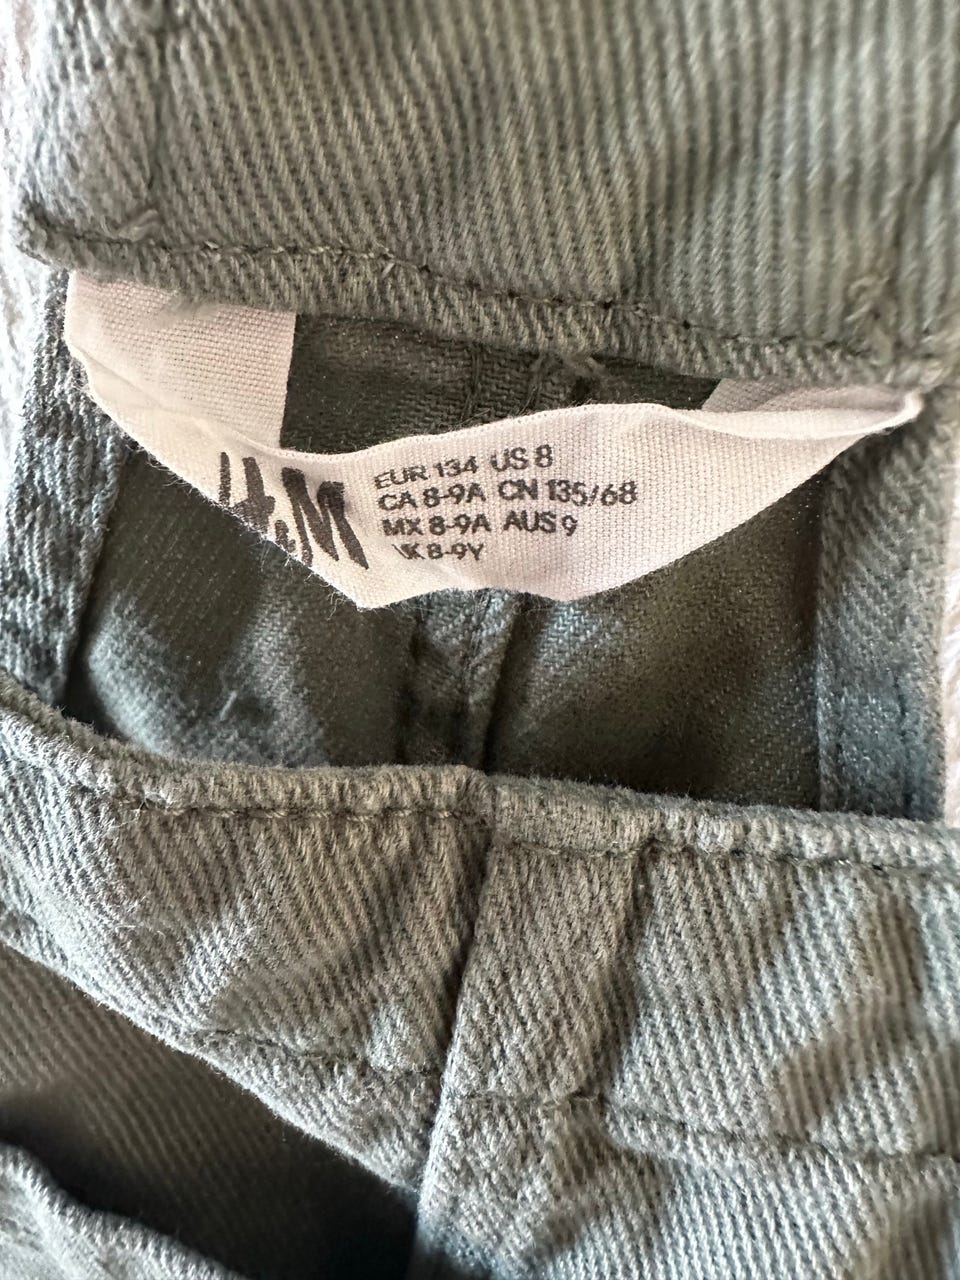 H&M
EUR 134 US 8
CA 8-9A CN 135/68
MX 8-9A AUS 9
UK 8-9Y